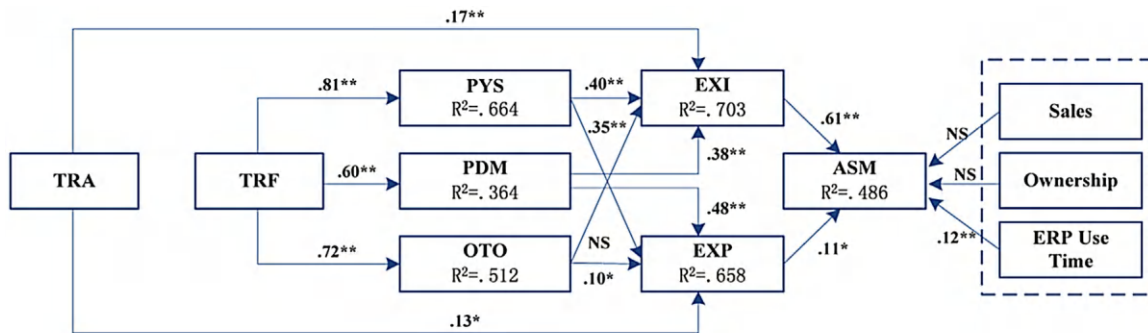 .17**
PYS
R²=.664
EXI
R²=.703
.81**
.40**
.35**
.61**
Sales
NS
.38**
TRA
TRF
.60**
PDM
R²=.364
ASM
R²=.486
NS
Ownership
.48**
.72**
OTO
R²=.512
NS
.10*
EXP
R²=.658
.11*
.12**
ERP Use
Time
.13*